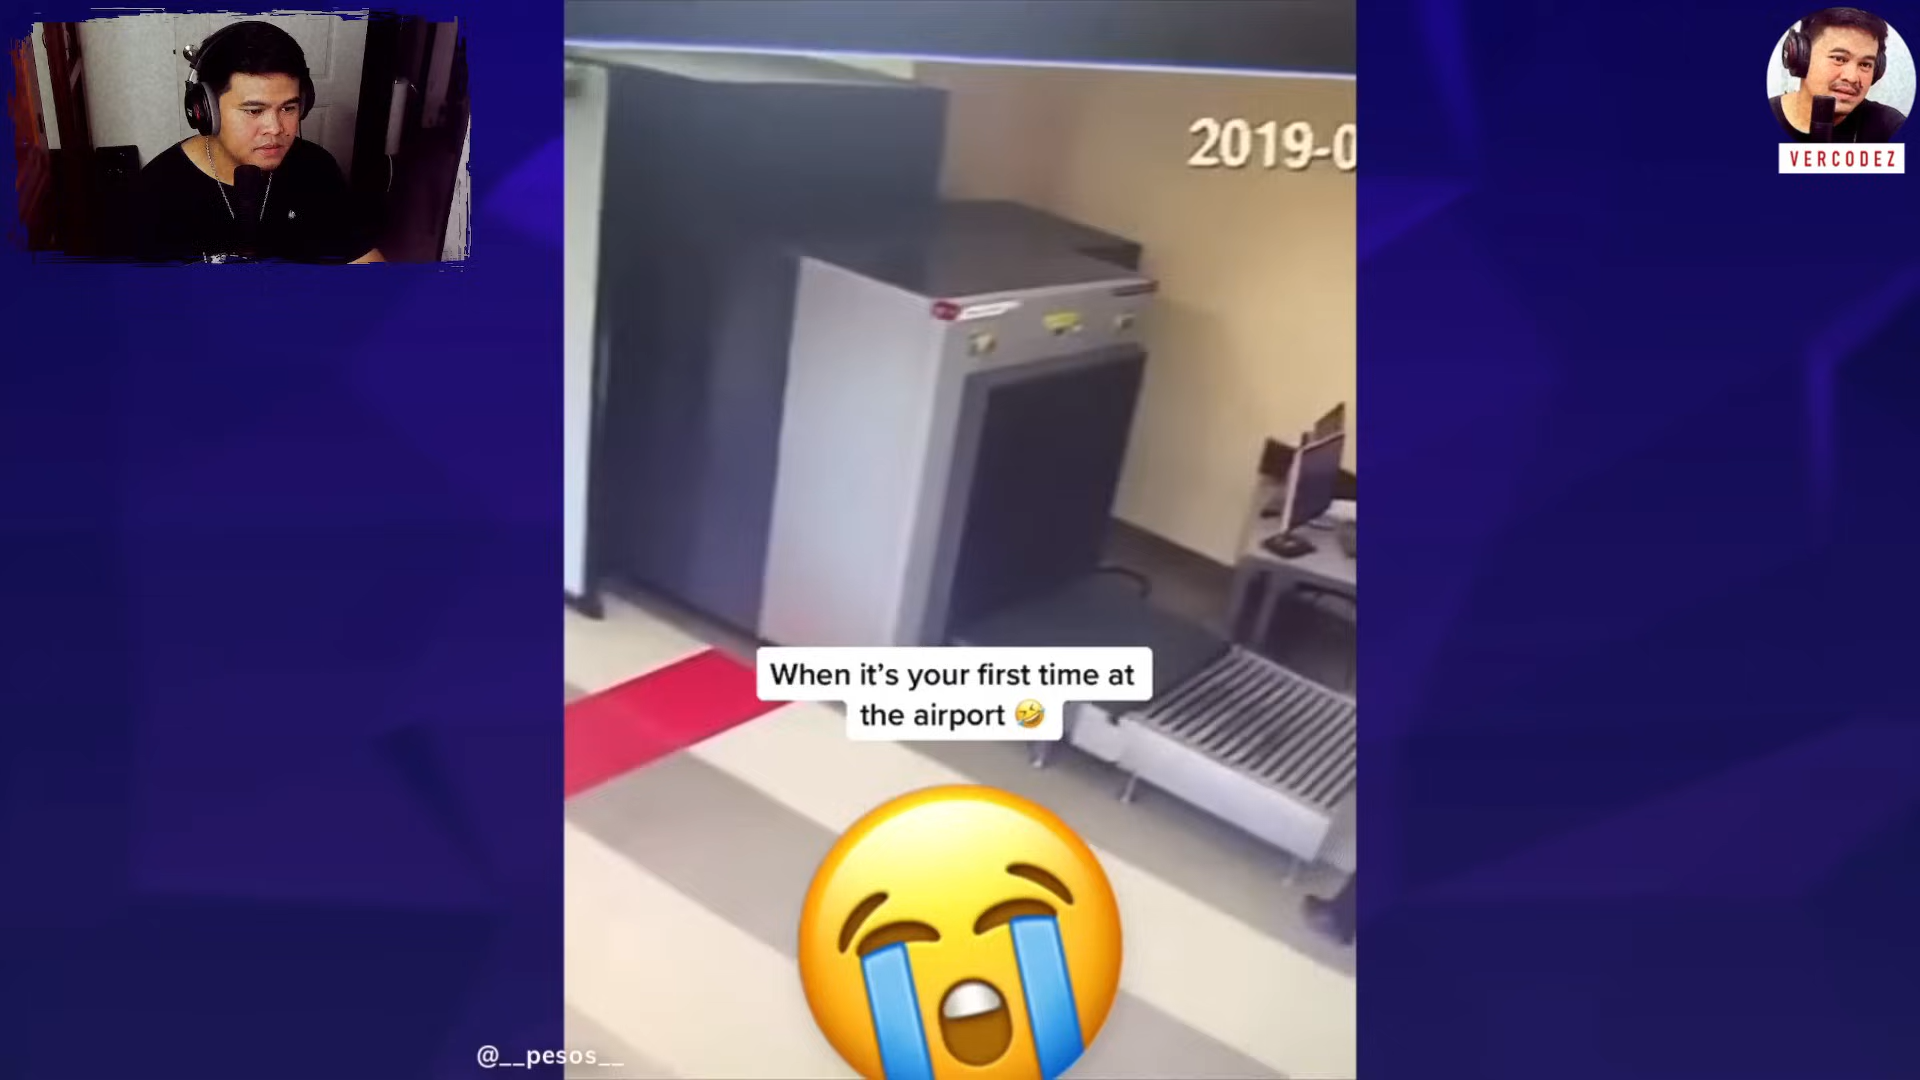 VERCODEZ
2019-0
When it’s your first time at
the airport 🤣
@__pesos__